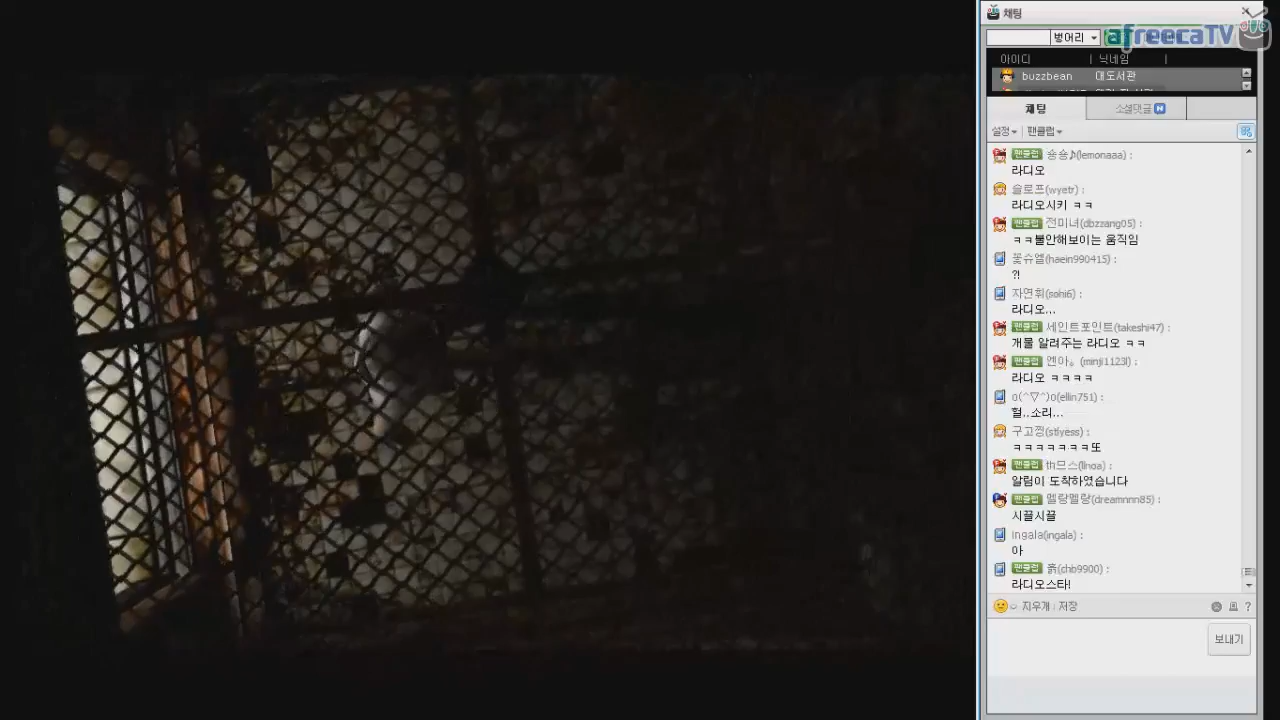 채팅
afreecaTV
벙어리
아이디 | 닉네임 |
buzzbean 대도서관
채팅 소셜댓글 N
설정 팬클럽
팬클럽 숑숑♪(lemonaaa) :
라디오
슬로프(wyetr) :
라디오시키 ㅋㅋ
팬클럽 전미녀(dbzzang05) :
ㅋㅋ불안해보이는 움직임
꽃슈엘(haein990415) :
?!
자연휘(sohi6) :
라디오...
팬클럽 세인트포인트(takeshi47) :
개물 알려주는 라디오 ㅋㅋ
팬클럽 엔아。(minji1123l) :
라디오 ㅋㅋㅋㅋ
o(^▽^)o(ellin751) :
헐..소리...
구고찡(stlyess) :
ㅋㅋㅋㅋㅋㅋㅋ또
팬클럽 th므스(lhoa) :
알림이 도착하였습니다
팬클럽 멜랑멜랑(dreamnnn85) :
시끌시끌
ingala(ingala) :
아
팬클럽 훍(chb9900) :
라디오스타!
지우개 저장 ?
보내기